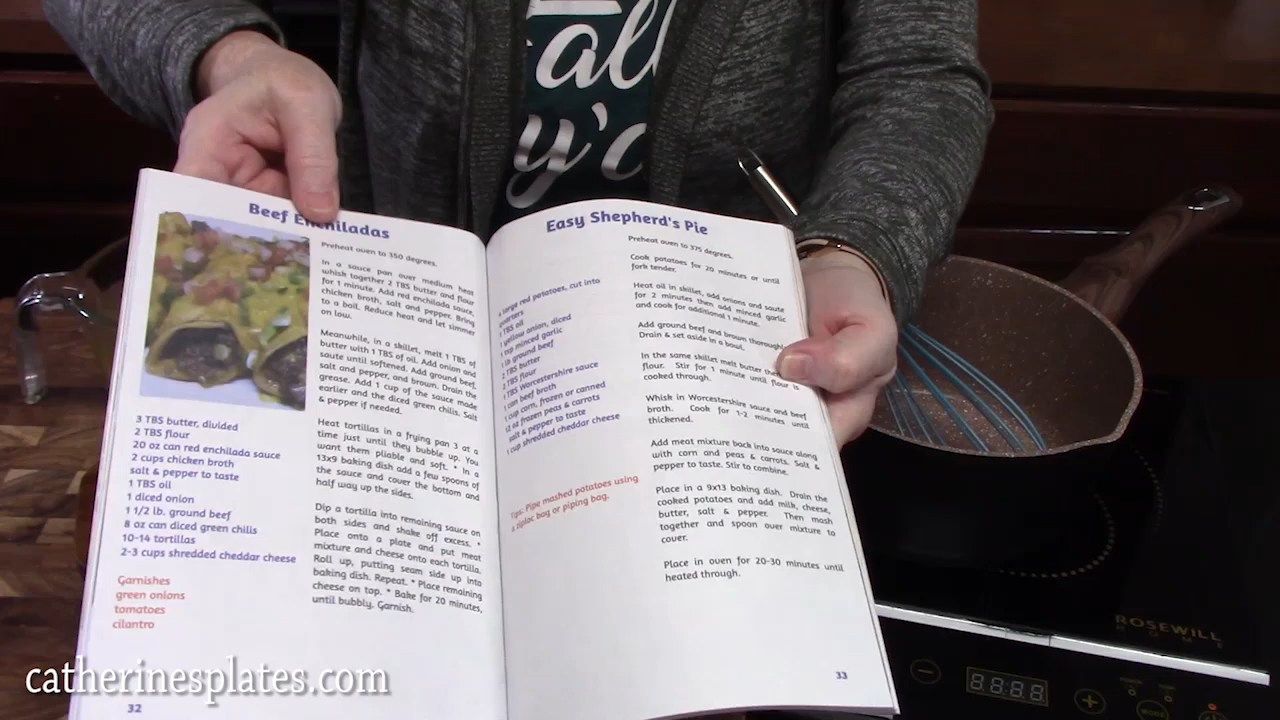 all
y'
Beef Enchiladas
Preheat oven to 350 degrees.
In a sauce pan over medium heat
whisk together 2 TBS butter and flour
for 1 minute. Add red enchilada sauce,
chicken broth, salt and pepper. Bring
to a boil. Reduce heat and let simmer
on low.
Meanwhile, in a skillet, melt 1 TBS of
butter with 1 TBS of oil. Add onion and
saute until softened. Add ground beef,
salt and pepper, and brown. Drain the
grease. Add 1 cup of the sauce made
earlier and the diced green chilis. Salt
& pepper if needed.
Heat tortillas in a frying pan 3 at a
time just until they bubble up. You
want them pliable and soft. * In a
13x9 baking dish add a few spoons of
the sauce and cover the bottom and
half way up the sides.
Dip a tortilla into remaining sauce on
both sides and shake off excess. *
Place onto a plate and put meat
mixture and cheese onto each tortilla.
Roll up, putting seam side up into
baking dish. Repeat. * Place remaining
cheese on top. * Bake for 20 minutes,
until bubbly. Garnish.
3 TBS butter, divided
2 TBS flour
20 oz can red enchilada sauce
2 cups chicken broth
salt & pepper to taste
1 TBS oil
1 diced onion
1 1/2 lb. ground beef
8 oz can diced green chills
10-14 tortillas
2-3 cups shredded cheddar cheese
Garnishes
green onions
tomatoes
cilantro
32
Easy Shepherd's Pie
large red potatoes, cut into
quarters
1 TBS oil
1 yellow onion, diced
1 tsp minced garlic
1 lb ground beef
2 TBS butter
2 TBS flour
1 TBS Worcestershire sauce
1 can beef broth
1 cup corn, frozen or canned
12 oz frozen peas & carrots
salt & pepper to taste
1 cup shredded cheddar cheese
Tips: Pipe mashed potatoes using
a ziploc bag or piping bag.
Preheat oven to 375 degrees.
Cook potatoes for 20 minutes or until
fork tender.
Heat oil in skillet, add onions and saute
for 2 minutes then add minced garlic
and cook for additional 1 minute.
Add ground beef and brown thoroughly.
Drain & set aside in a bowl.
In the same skillet melt butter then
flour. Stir for 1 minute until flour is
cooked through.
Whisk in Worcestershire sauce and beef
broth. Cook for 1-2 minutes until
thickened.
Add meat mixture back into sauce along
with corn and peas & carrots. Salt &
pepper to taste. Stir to combine.
Place in a 9x13 baking dish. Drain the
cooked potatoes and add milk, cheese,
butter, salt & pepper. Then mash
together and spoon over mixture to
cover.
Place in oven for 20-30 minutes until
heated through.
33
ROSEWILL
HOME
catherinesplates.com